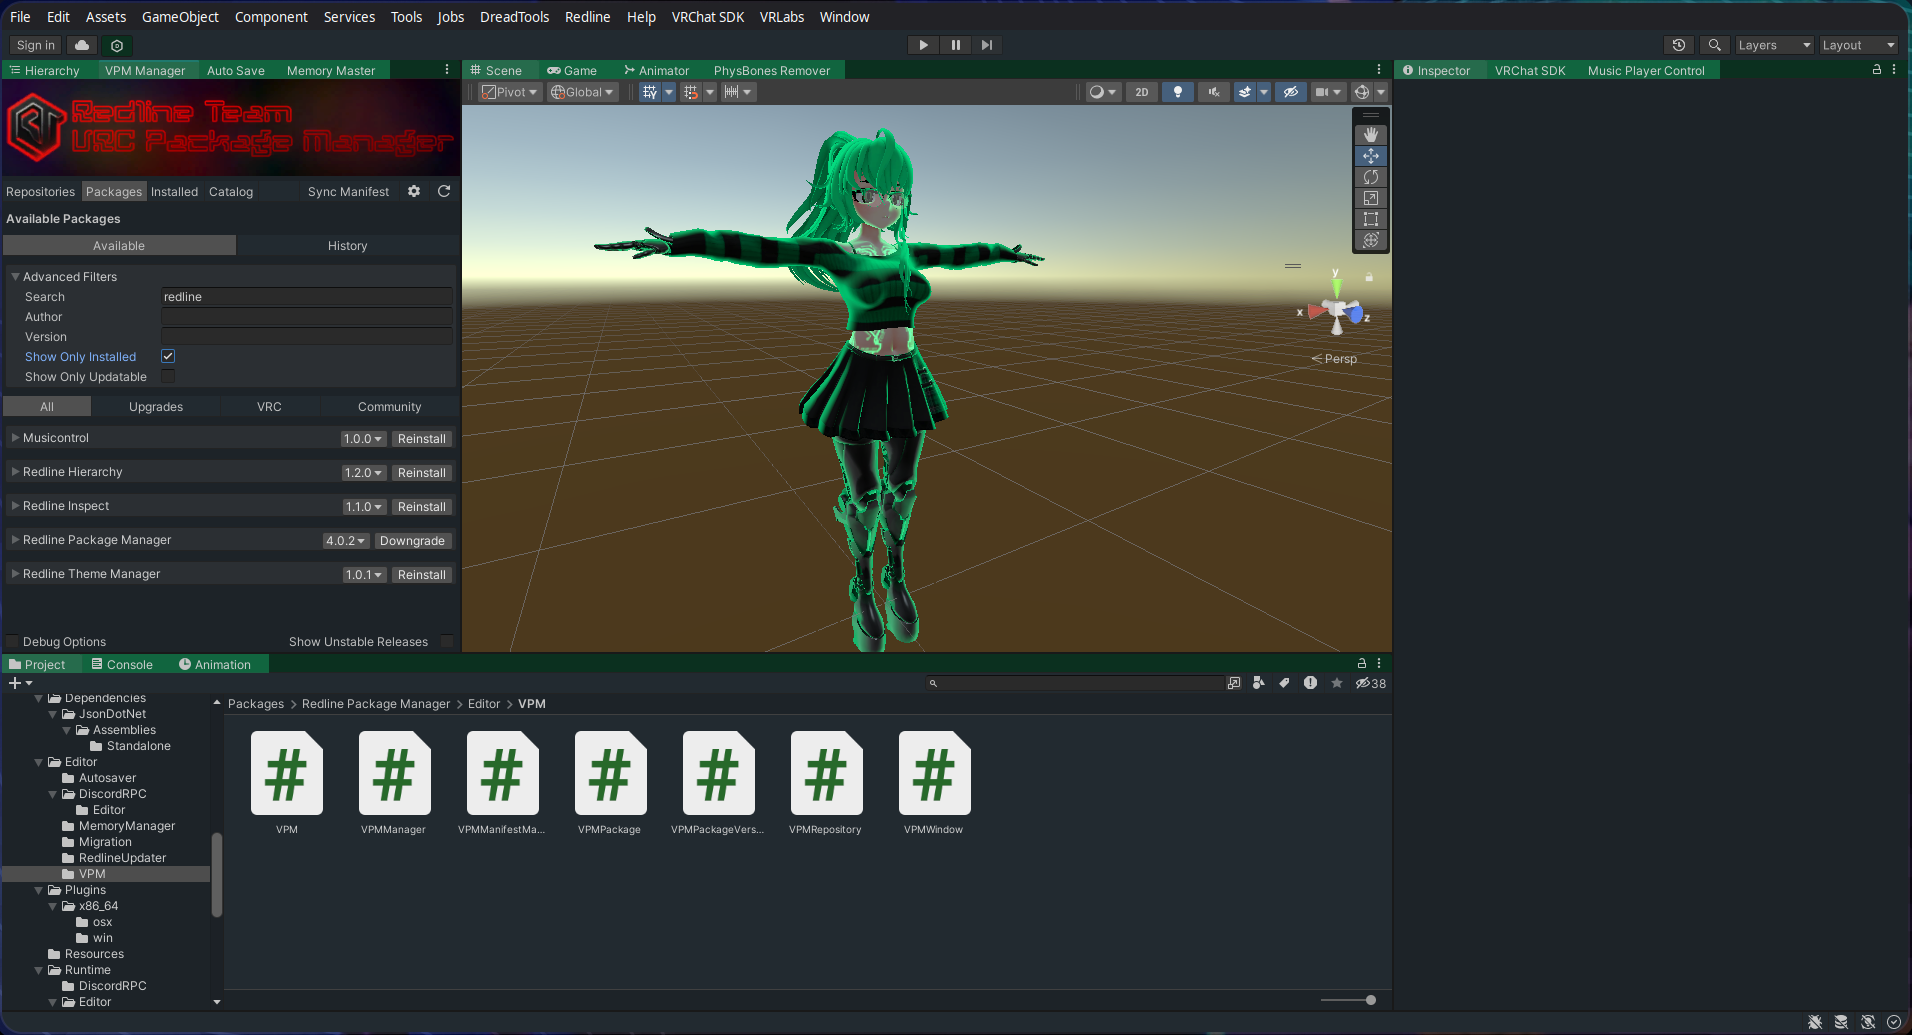 File Edit Assets GameObject Component Services Tools Jobs DreadTools Redline Help VRChat SDK VRLabs Window
Sign in Layers Layout
Hierarchy VPM Manager Auto Save Memory Master
Scene Game Animator PhysBones Remover
Inspector VRChat SDK Music Player Control
Pivot Global 2D
Redline Team
VRC Package Manager
Repositories Packages Installed Catalog Sync Manifest
Available Packages
Available History
Advanced Filters
Search redline
Author
Version
Show Only Installed
Show Only Updatable
All Upgrades VRC Community
Musicontrol 1.0.0 Reinstall
Redline Hierarchy 1.2.0 Reinstall
Redline Inspect 1.1.0 Reinstall
Redline Package Manager 4.0.2 Downgrade
Redline Theme Manager 1.0.1 Reinstall
Debug Options Show Unstable Releases
y
x
z
Persp
Project Console Animation
38
Dependencies
JsonDotNet
Assemblies
Standalone
Editor
Autosaver
DiscordRPC
Editor
MemoryManager
Migration
RedlineUpdater
VPM
Plugins
x86_64
osx
win
Resources
Runtime
DiscordRPC
Editor
Packages > Redline Package Manager > Editor > VPM
VPM VPMManager VPMManifestMa... VPMPackage VPMPackageVers... VPMRepository VPMWindow